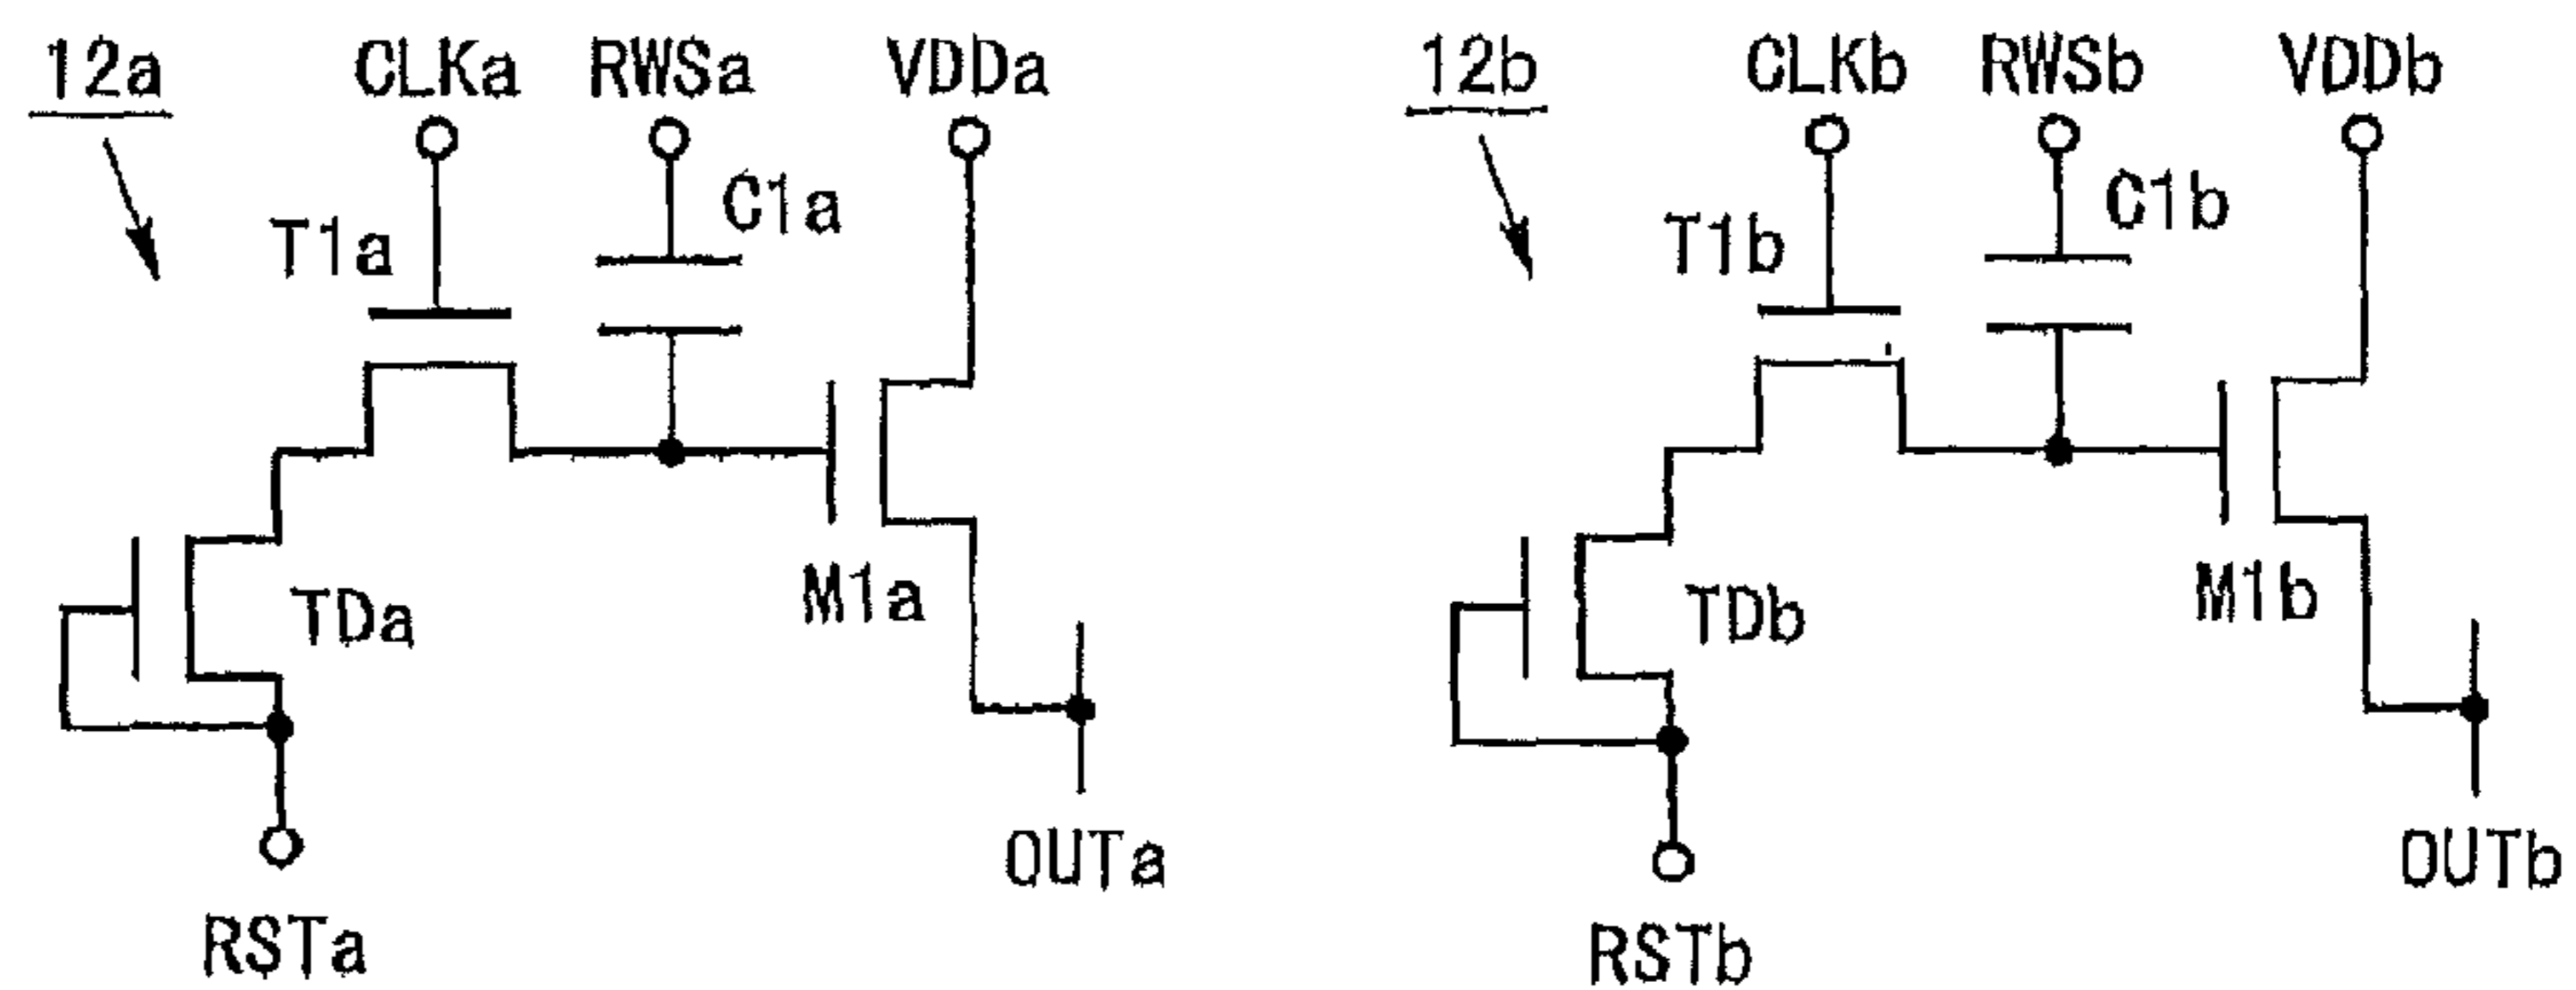 12a CLKa RWSa VDDa
T1a C1a
TDa M1a
OUTa
RSTa
12b CLKb RWSb VDDb
T1b C1b
TDb M1b
OUTb
RSTb